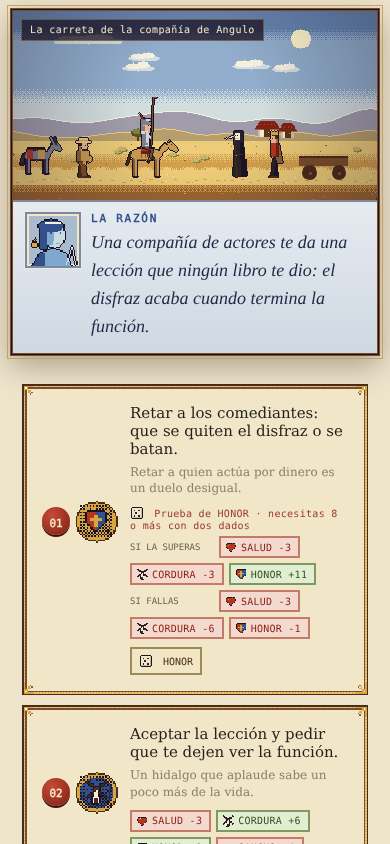 La carreta de la compañía de Angulo
LA RAZÓN
Una compañía de actores te da una
lección que ningún libro te dio: el
disfraz acaba cuando termina la
función.
Retar a los comediantes:
que se quiten el disfraz o se
batan.
Retar a quien actúa por dinero es
un duelo desigual.
01
Prueba de HONOR · necesitas 8
o más con dos dados
SI LA SUPERAS SALUD -3
CORDURA -3 HONOR +11
SI FALLAS SALUD -3
CORDURA -6 HONOR -1
HONOR
Aceptar la lección y pedir
que te dejen ver la función.
Un hidalgo que aplaude sabe un
poco más de la vida.
02
SALUD -3 CORDURA +6